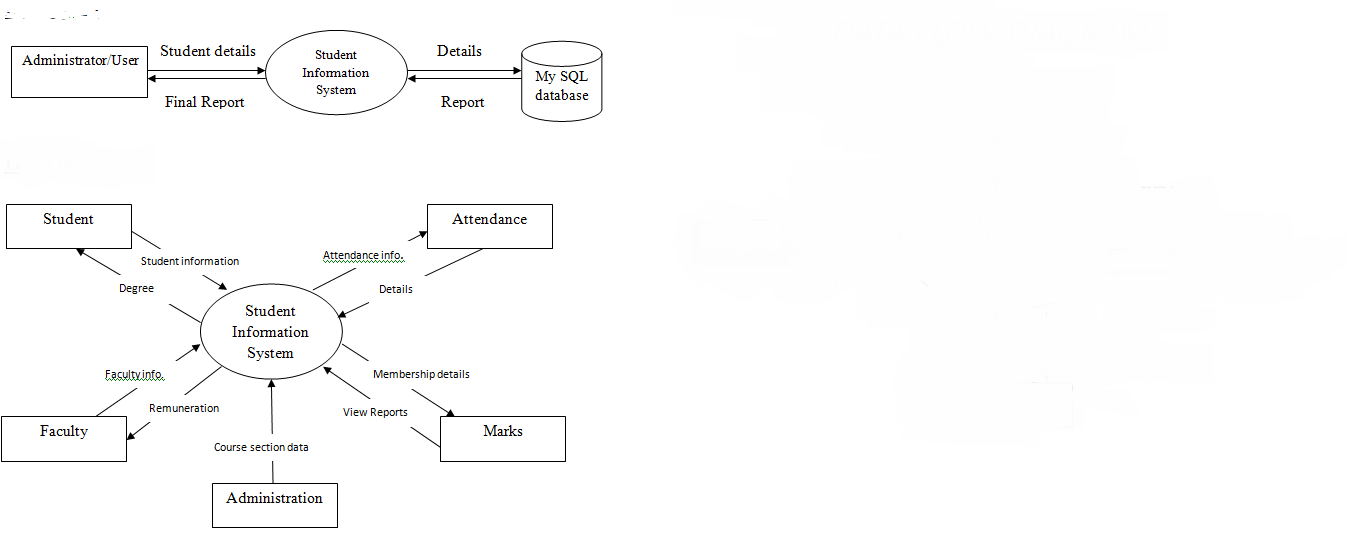 Administrator/User
Student details
Final Report
Student
Information
System
Details
Report
My SQL
database
Student
Attendance
Student information
Attendance info.
Degree
Details
Student
Information
System
Faculty info.
Membership details
Remuneration
View Reports
Faculty
Marks
Course section data
Administration